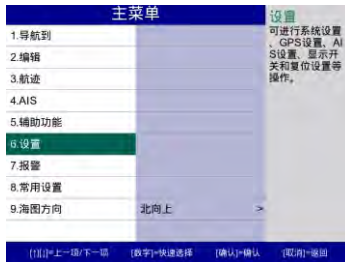 主菜单
1.导航到
2.编辑
3.航迹
4.AIS
5.辅助功能
6.设置
7.报警
8.常用设置
9.海图方向 北向上 >
设置
可进行系统设置
、GPS设置、AI
S设置、显示开
关和复位设置等
操作。
[↑][↓]=上一项/下一项 [数字]=快速选择 [确认]=确认 [取消]=返回